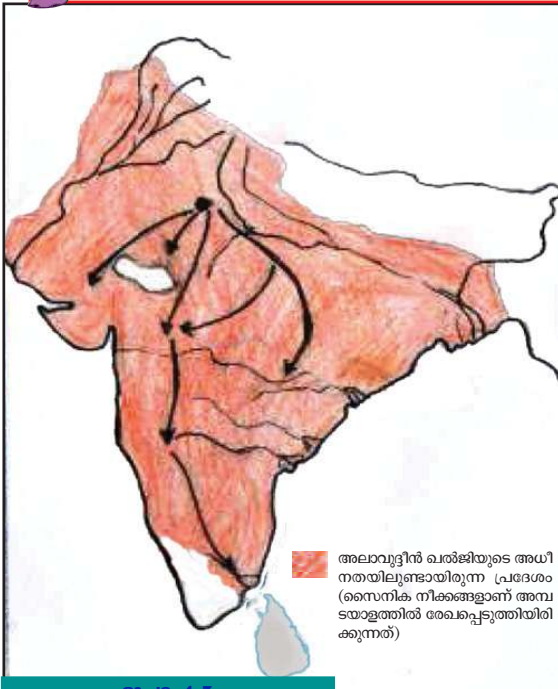 അലാവുദ്ദീൻ ഖൽജിയുടെ അധീ
നതയിലുണ്ടായിരുന്ന പ്രദേശം
(സൈനിക നീക്കങ്ങളാണ് അമ്പ
ടയാളത്തിൽ രേഖപ്പെടുത്തിയിരി
ക്കുന്നത്)